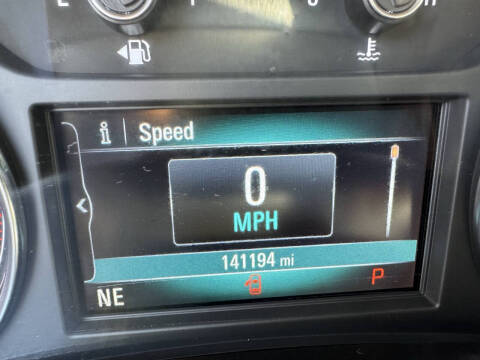 E F C H
i Speed
0
MPH
141194 mi
NE P